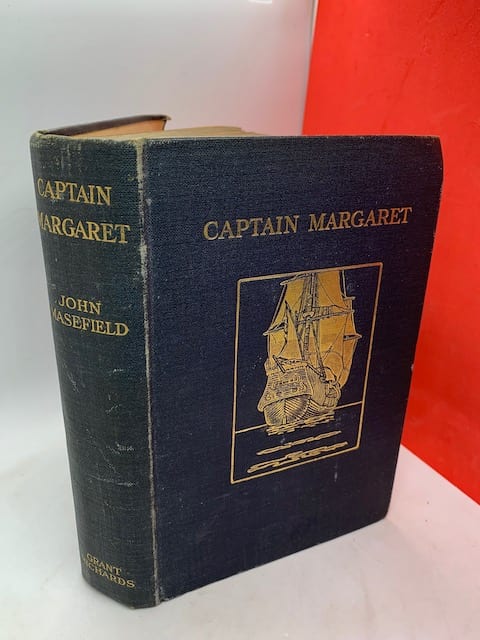 CAPTAIN
MARGARET
JOHN
MASEFIELD
GRANT
RICHARDS
CAPTAIN MARGARET